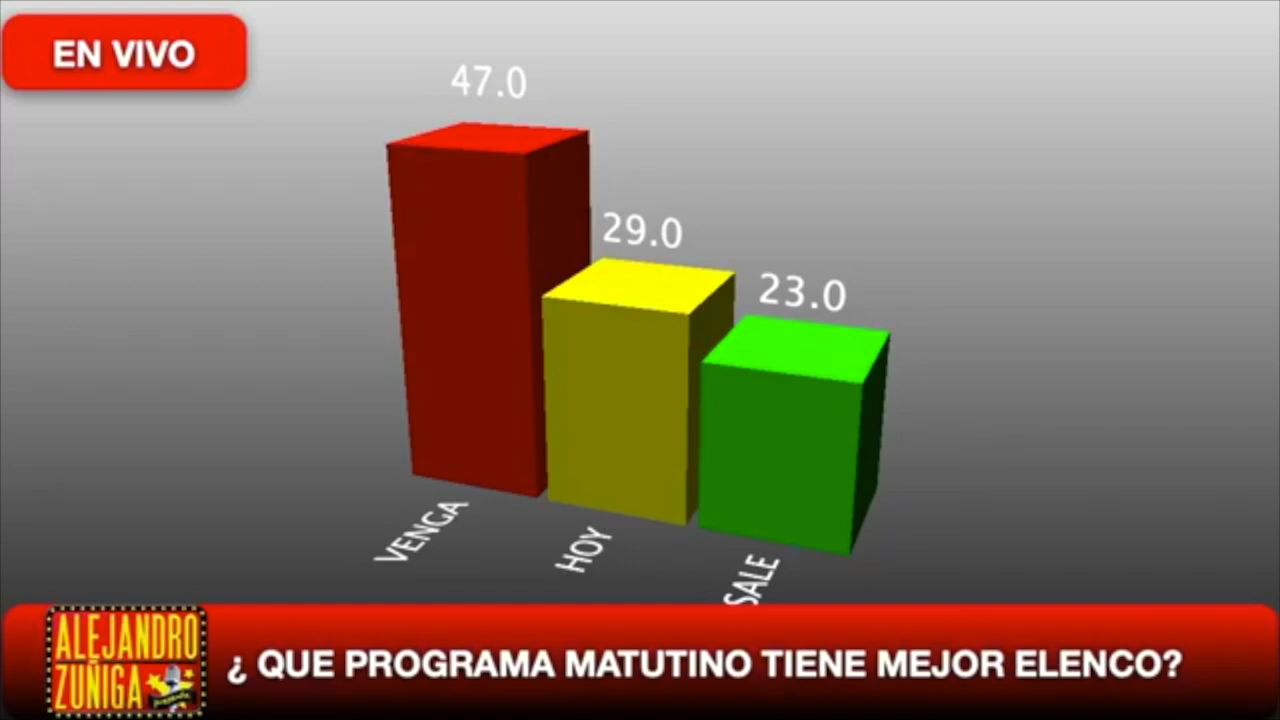 EN VIVO
47.0
29.0
23.0
VENGA
HOY
SALE
ALEJANDRO
ZUÑIGA
¿ QUE PROGRAMA MATUTINO TIENE MEJOR ELENCO?